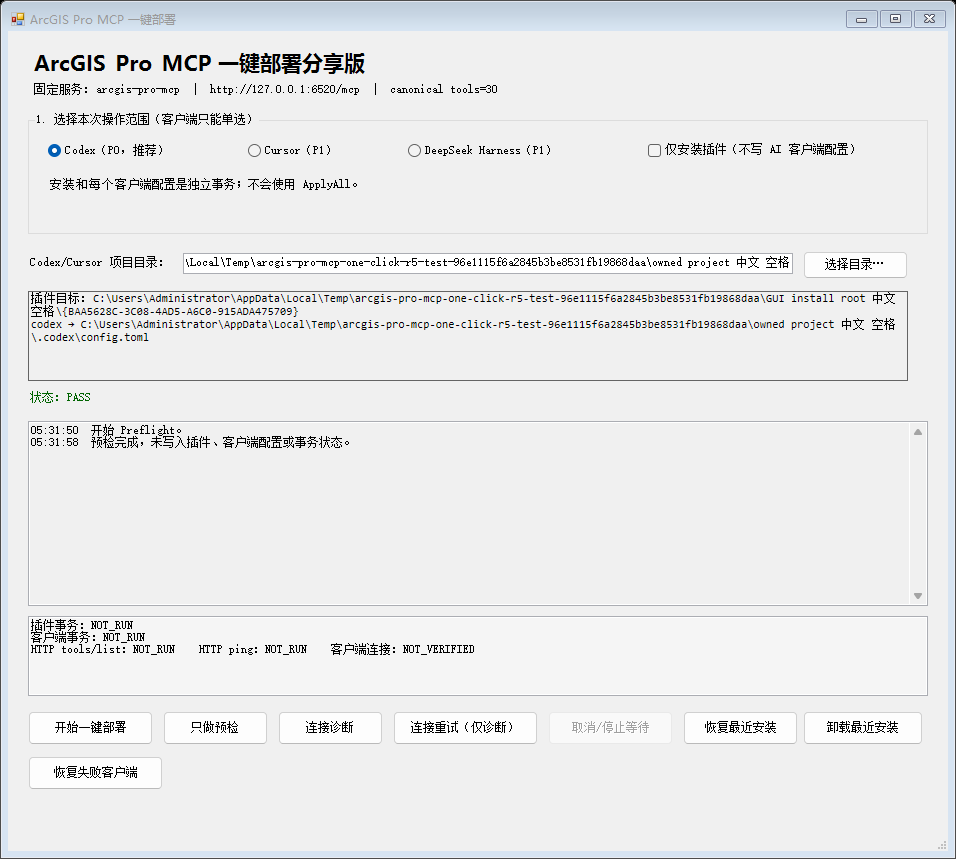 ArcGIS Pro MCP 一键部署
ArcGIS Pro MCP 一键部署分享版
固定服务: arcgis-pro-mcp | http://127.0.0.1:6520/mcp | canonical tools=30
1. 选择本次操作范围（客户端只能单选）
Codex（P0，推荐） Cursor（P1） DeepSeek Harness（P1） 仅安装插件（不写 AI 客户端配置）
安装和每个客户端配置是独立事务；不会使用 ApplyAll。
Codex/Cursor 项目目录: \Local\Temp\arcgis-pro-mcp-one-click-r5-test-96e1115f6a2845b3be8531fb19868daa\owned project 中文 空格 选择目录…
插件目标: C:\Users\Administrator\AppData\Local\Temp\arcgis-pro-mcp-one-click-r5-test-96e1115f6a2845b3be8531fb19868daa\GUI install root 中文
空格\{BAA5628C-3C08-4AD5-A6C0-915ADA475709}
codex → C:\Users\Administrator\AppData\Local\Temp\arcgis-pro-mcp-one-click-r5-test-96e1115f6a2845b3be8531fb19868daa\owned project 中文 空格
\.codex\config.toml
状态: PASS
05:31:50 开始 Preflight。
05:31:58 预检完成，未写入插件、客户端配置或事务状态。
插件事务: NOT_RUN
客户端事务: NOT_RUN
HTTP tools/list: NOT_RUN HTTP ping: NOT_RUN 客户端连接: NOT_VERIFIED
开始一键部署 只做预检 连接诊断 连接重试（仅诊断） 取消/停止等待 恢复最近安装 卸载最近安装
恢复失败客户端